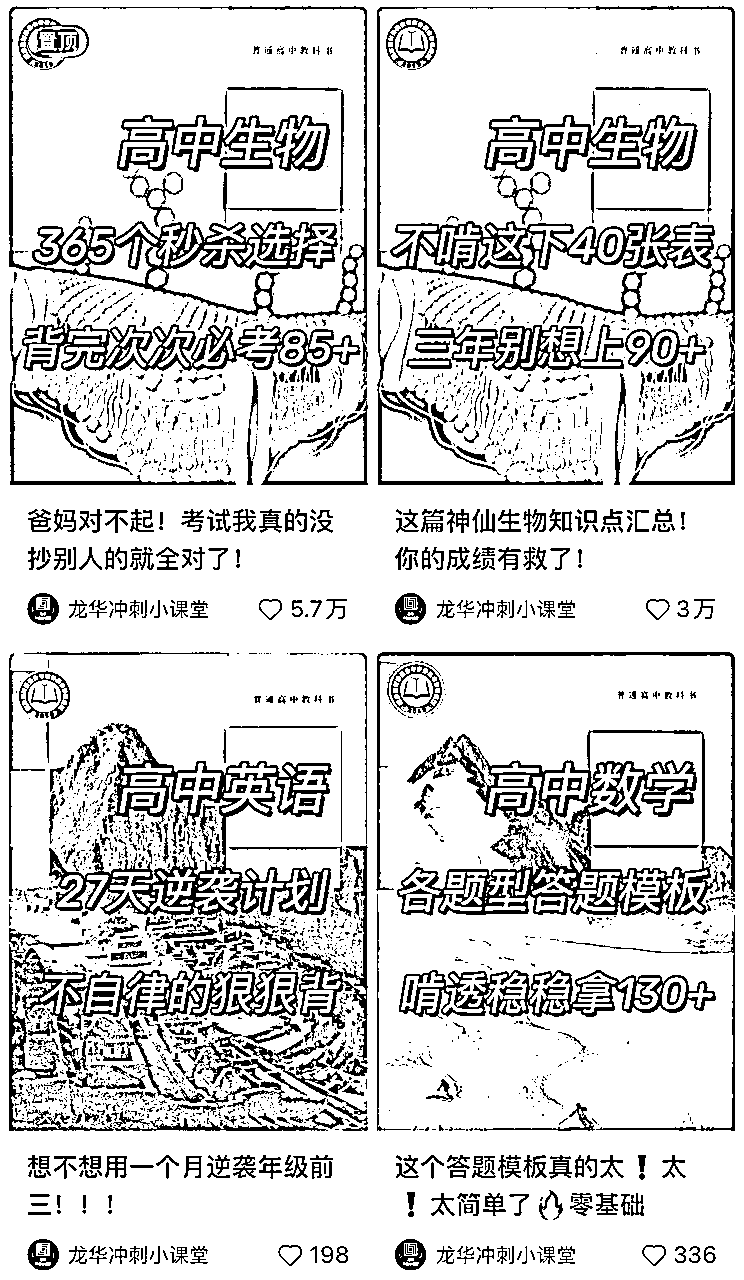 置顶
普通高中教科书
高中生物
365个秒杀选择
背完次次必考85+
爸妈对不起！考试我真的没
抄别人的就全对了！
龙华冲刺小课堂
5.7万
普通高中教科书
高中生物
不啃这下40张表
三年别想上90+
这篇神仙生物知识点汇总！
你的成绩有救了！
龙华冲刺小课堂
3万
普通高中教科书
高中英语
27天逆袭计划
不自律的狠狠背
想不想用一个月逆袭年级前
三！！！
龙华冲刺小课堂
198
普通高中教科书
高中数学
各题型答题模板
啃透稳稳拿130+
这个答题模板真的太❗太
❗太简单了🔥零基础
龙华冲刺小课堂
336